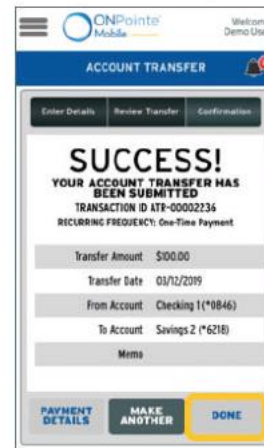 ONPointe
Mobile
Welcom
Demo Use
ACCOUNT TRANSFER
Enter Details Review Transfer Confirmation
SUCCESS!
YOUR ACCOUNT TRANSFER HAS
BEEN SUBMITTED
TRANSACTION ID ATR-00002236
RECURRING FREQUENCY: One-Time Payment
Transfer Amount $100.00
Transfer Date 03/12/2019
From Account Checking 1 (*0846)
To Account Savings 2 (*6218)
Memo
PAYMENT DETAILS
MAKE ANOTHER
DONE